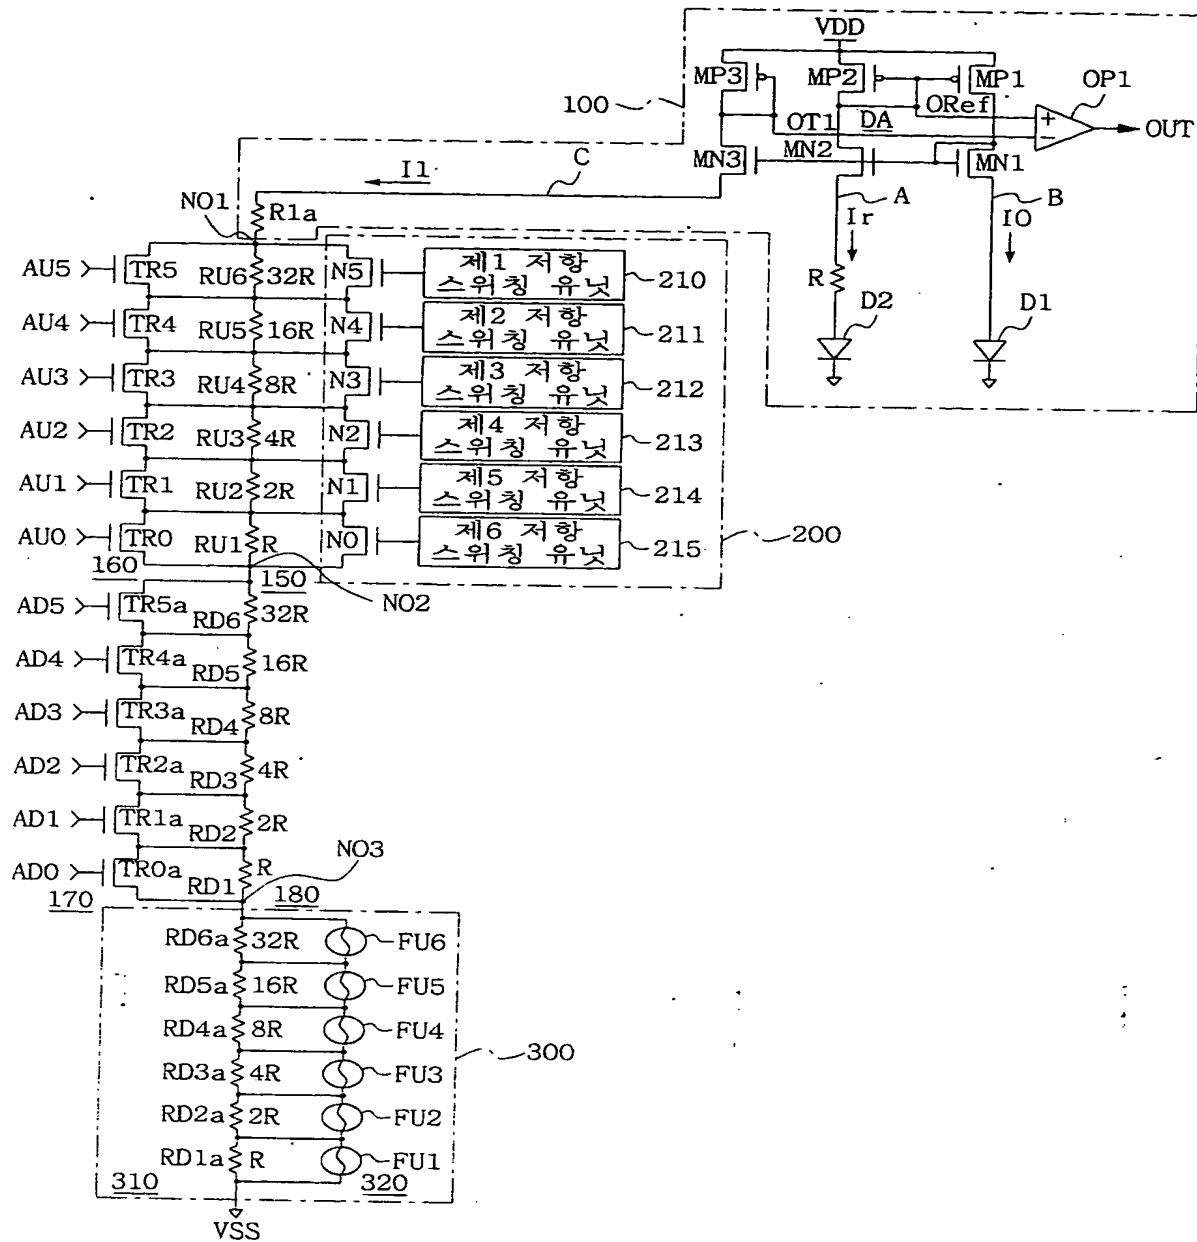 VDD
MP3
MP2
MP1
OP1
100
ORef
OT1
DA
OUT
MN3
MN2
MN1
I1
C
A
B
NO1
R1a
Ir
IO
R
D2
D1
AU5
TR5
RU6
32R
N5
제1 저항
스위칭 유닛
210
AU4
TR4
RU5
16R
N4
제2 저항
스위칭 유닛
211
AU3
TR3
RU4
8R
N3
제3 저항
스위칭 유닛
212
AU2
TR2
RU3
4R
N2
제4 저항
스위칭 유닛
213
AU1
TR1
RU2
2R
N1
제5 저항
스위칭 유닛
214
AU0
TR0
RU1
R
N0
제6 저항
스위칭 유닛
215
200
160
150
NO2
AD5
TR5a
RD6
32R
AD4
TR4a
RD5
16R
AD3
TR3a
RD4
8R
AD2
TR2a
RD3
4R
AD1
TR1a
RD2
2R
AD0
TR0a
RD1
R
NO3
170
180
RD6a
32R
FU6
RD5a
16R
FU5
RD4a
8R
FU4
300
RD3a
4R
FU3
RD2a
2R
FU2
RD1a
R
FU1
310
320
VSS